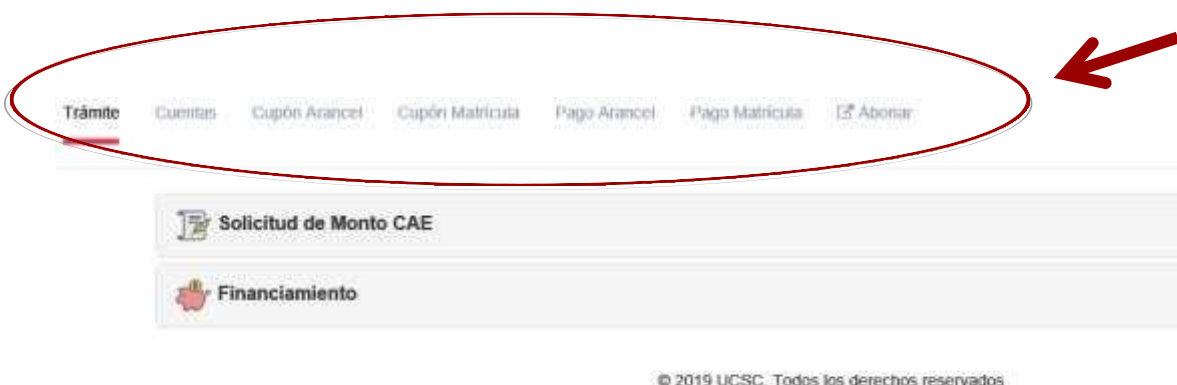 Trámite Cuentas Cupón Arancel Cupón Matrícula Pago Arancel Pago Matrícula Abonar
Solicitud de Monto CAE
Financiamiento
© 2019 UCSC. Todos los derechos reservados